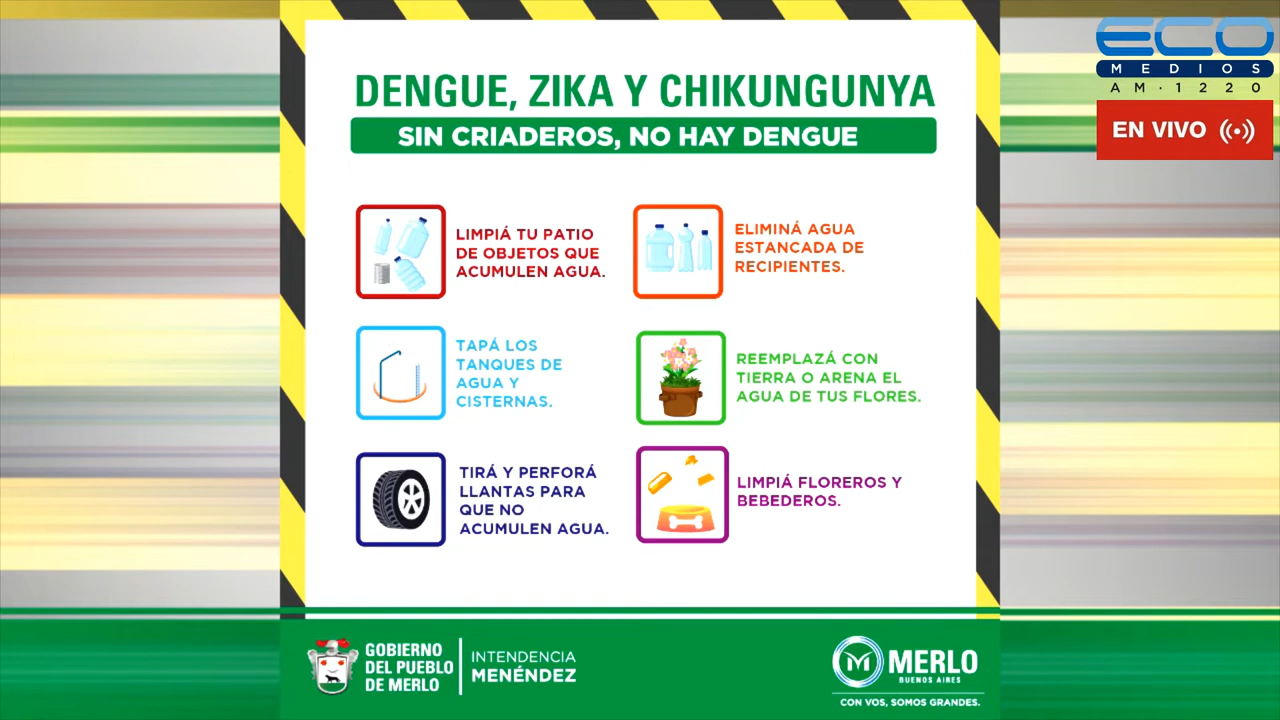 DENGUE, ZIKA Y CHIKUNGUNYA
SIN CRIADEROS, NO HAY DENGUE
LIMPIÁ TU PATIO
DE OBJETOS QUE
ACUMULEN AGUA.
ELIMINÁ AGUA
ESTANCADA DE
RECIPIENTES.
TAPÁ LOS
TANQUES DE
AGUA Y
CISTERNAS.
REEMPLAZÁ CON
TIERRA O ARENA EL
AGUA DE TUS FLORES.
TIRÁ Y PERFORÁ
LLANTAS PARA
QUE NO
ACUMULEN AGUA.
LIMPIÁ FLOREROS Y
BEBEDEROS.
GOBIERNO
DEL PUEBLO
DE MERLO
INTENDENCIA
MENÉNDEZ
MERLO
BUENOS AIRES
CON VOS, SOMOS GRANDES.
ECO
MEDIOS
AM·1220
EN VIVO